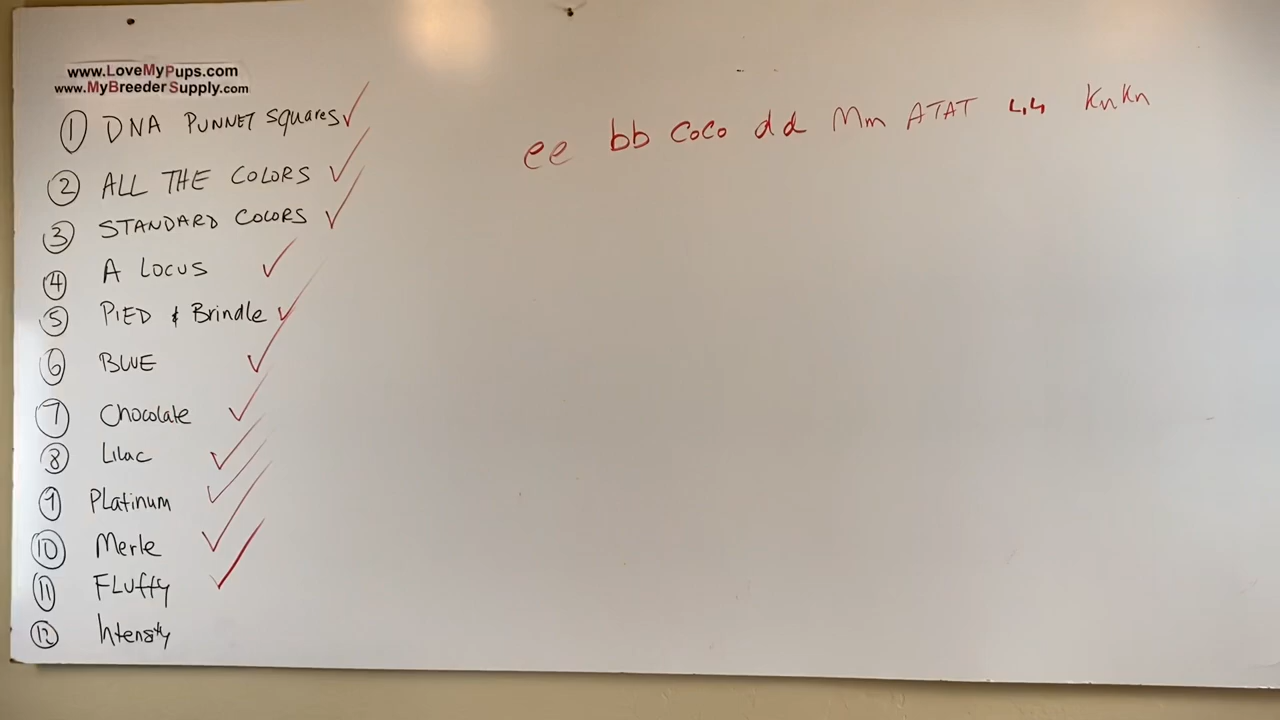 www.LoveMyPups.com
www.MyBreederSupply.com
1 DNA PUNNET SQuareS ✓
2 ALL THE COLORS ✓
3 STANDARD COLORS ✓
4 A LOCUS ✓
5 PIED & Brindle ✓
6 BLUE ✓
7 Chocolate ✓
8 Lilac ✓
9 PLatinum ✓
10 Merle ✓
11 FLuffy ✓
12 Intensity
ee bb CoCo dd Mm ATAT L4L4 KnKn